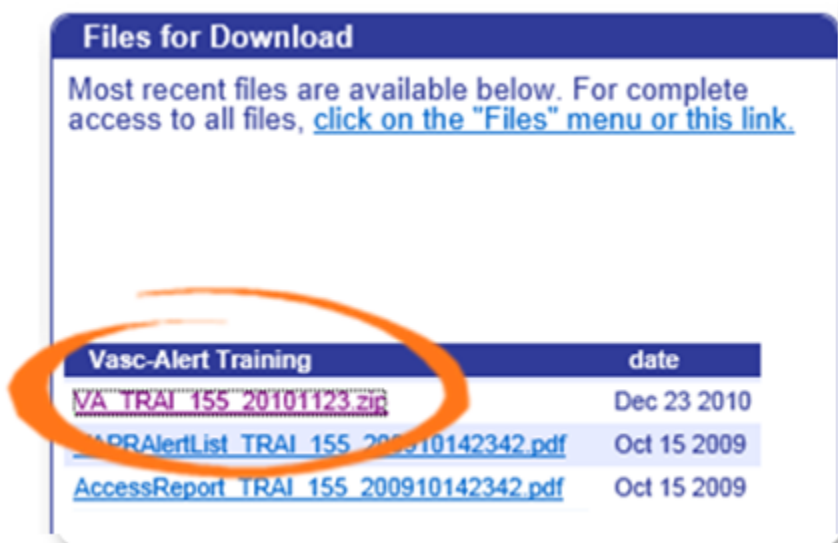 Files for Download
Most recent files are available below. For complete
access to all files, click on the "Files" menu or this link.
Vasc-Alert Training date
VA_TRAI_155_20101123.zip Dec 23 2010
PRAlertList_TRAI_155_200910142342.pdf Oct 15 2009
AccessReport_TRAI_155_200910142342.pdf Oct 15 2009